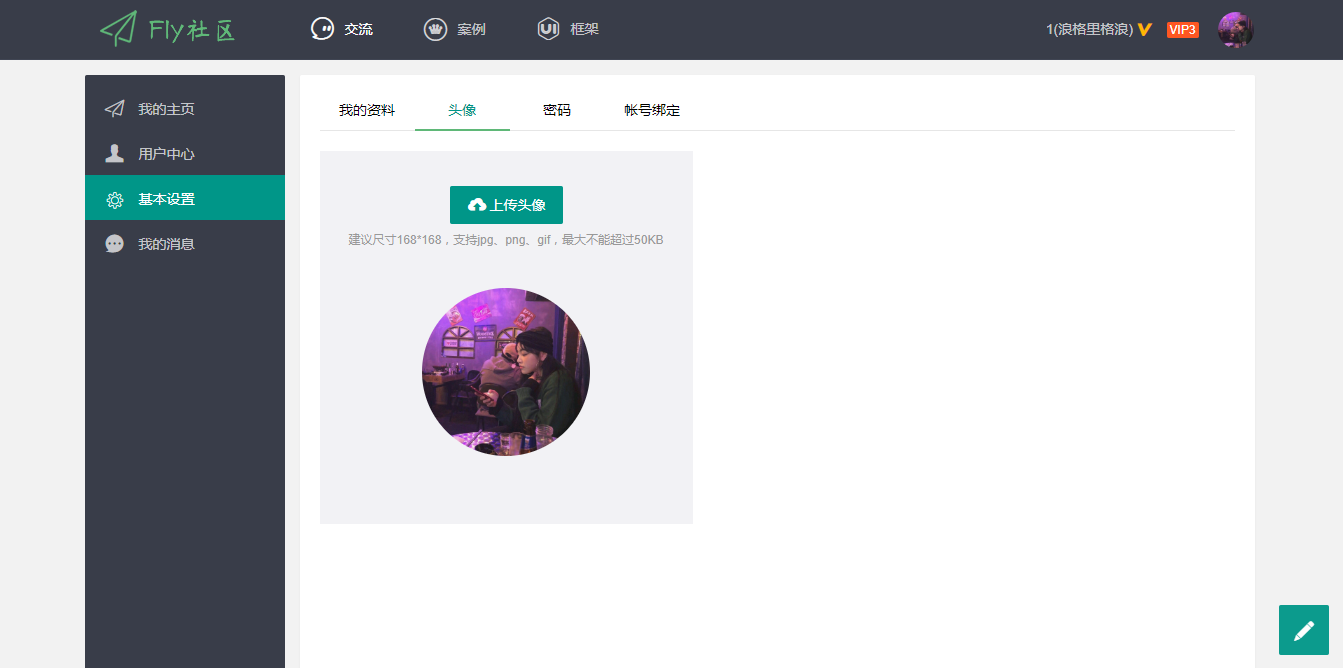 Fly社区
交流
案例
UI
框架
1(浪格里格浪)
VIP3
我的主页
用户中心
基本设置
我的消息
我的资料
头像
密码
帐号绑定
上传头像
建议尺寸168*168，支持jpg、png、gif，最大不能超过50KB